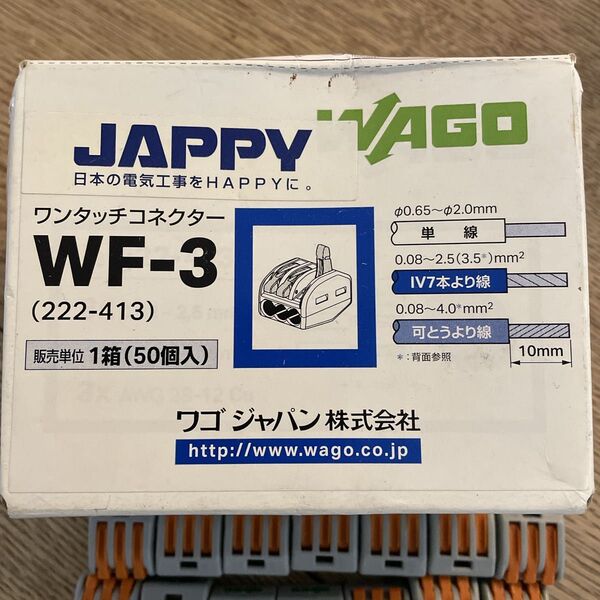 JAPPY
日本の電気工事をHAPPYに。
WAGO
ワンタッチコネクター
WF-3
(222-413)
販売単位 1箱(50個入)
φ0.65～φ2.0mm
単線
0.08～2.5(3.5*)mm²
IV7本より線
0.08～4.0*mm²
可とうより線
*:背面参照
10mm
ワゴ ジャパン 株式会社
http://www.wago.co.jp